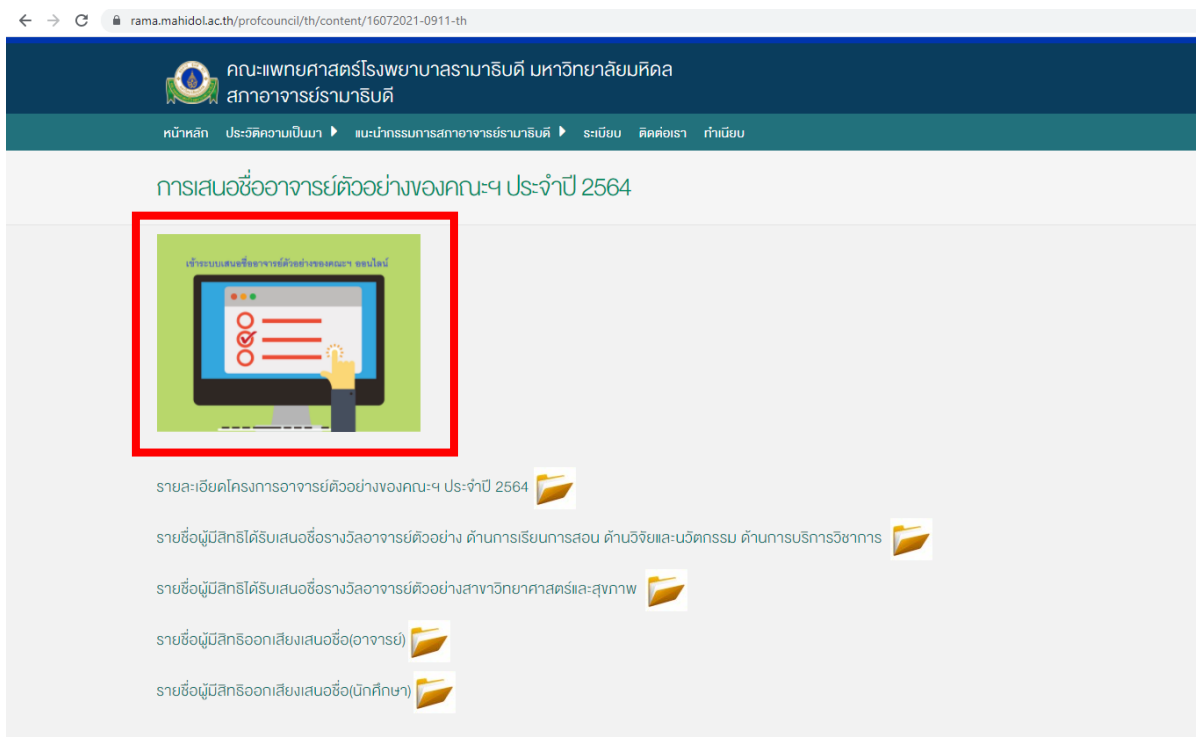 rama.mahidol.ac.th/profcouncil/th/content/16072021-0911-th
คณะแพทยศาสตร์โรงพยาบาลรามาธิบดี มหาวิทยาลัยมหิดล
สภาอาจารย์รามาธิบดี
หน้าหลัก ประวัติความเป็นมา แนะนำกรรมการสภาอาจารย์รามาธิบดี ระเบียบ ติดต่อเรา ทำเนียบ
การเสนอชื่ออาจารย์ตัวอย่างของคณะฯ ประจำปี 2564
เข้าระบบเสนอชื่ออาจารย์ตัวอย่างของคณะฯ ออนไลน์
รายละเอียดโครงการอาจารย์ตัวอย่างของคณะฯ ประจำปี 2564
รายชื่อผู้มีสิทธิได้รับเสนอชื่อรางวัลอาจารย์ตัวอย่าง ด้านการเรียนการสอน ด้านวิจัยและนวัตกรรม ด้านการบริการวิชาการ
รายชื่อผู้มีสิทธิได้รับเสนอชื่อรางวัลอาจารย์ตัวอย่างสาขาวิทยาศาสตร์และสุขภาพ
รายชื่อผู้มีสิทธิออกเสียงเสนอชื่อ(อาจารย์)
รายชื่อผู้มีสิทธิออกเสียงเสนอชื่อ(นักศึกษา)